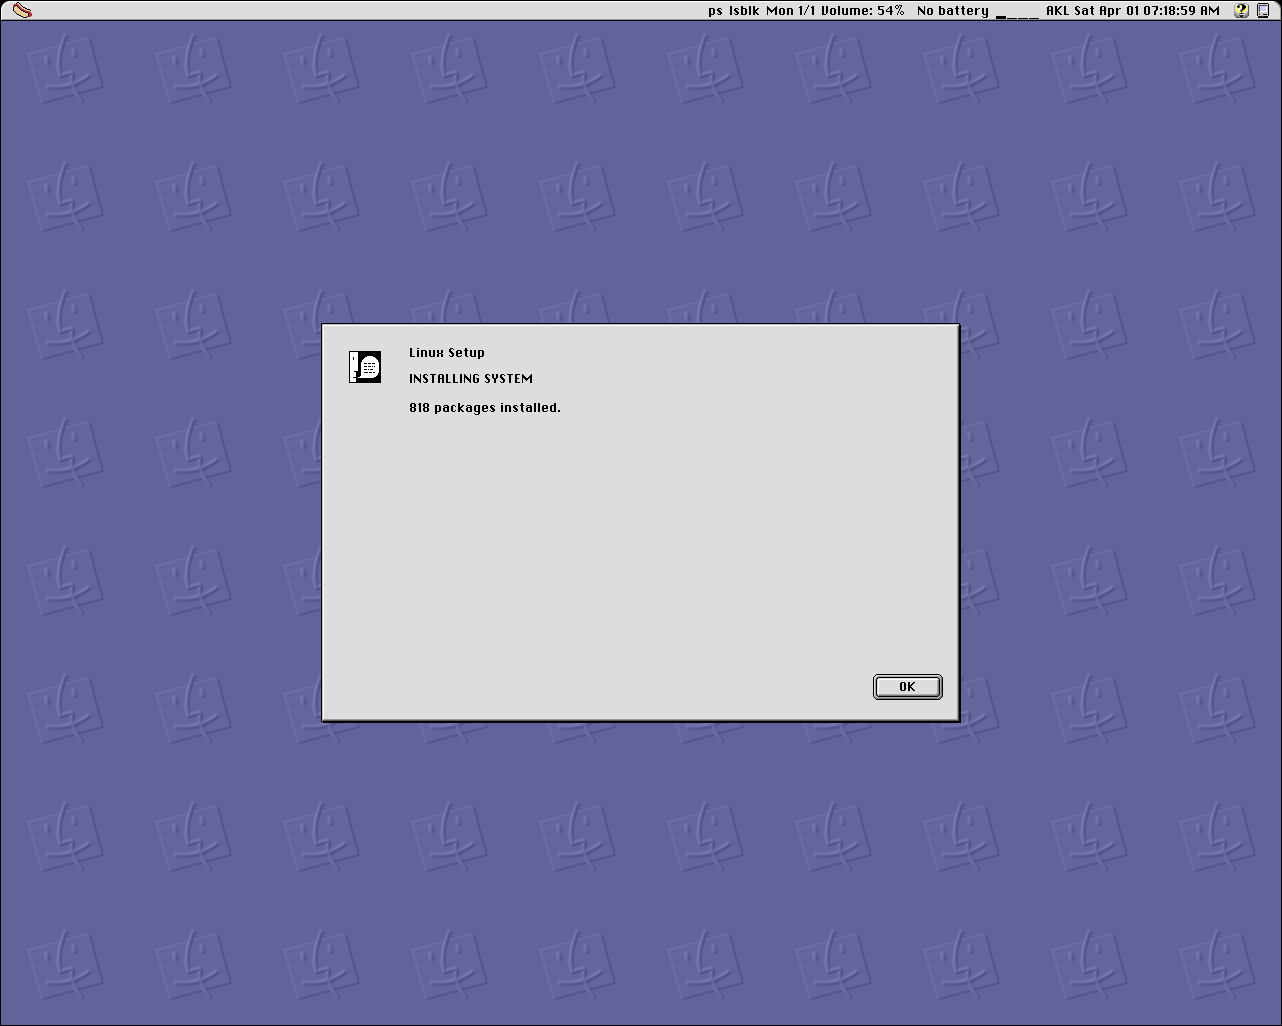 ps lsblk Mon 1/1 Volume: 54% No battery AKL Sat Apr 01 07:18:59 AM
Linux Setup
INSTALLING SYSTEM
818 packages installed.
OK